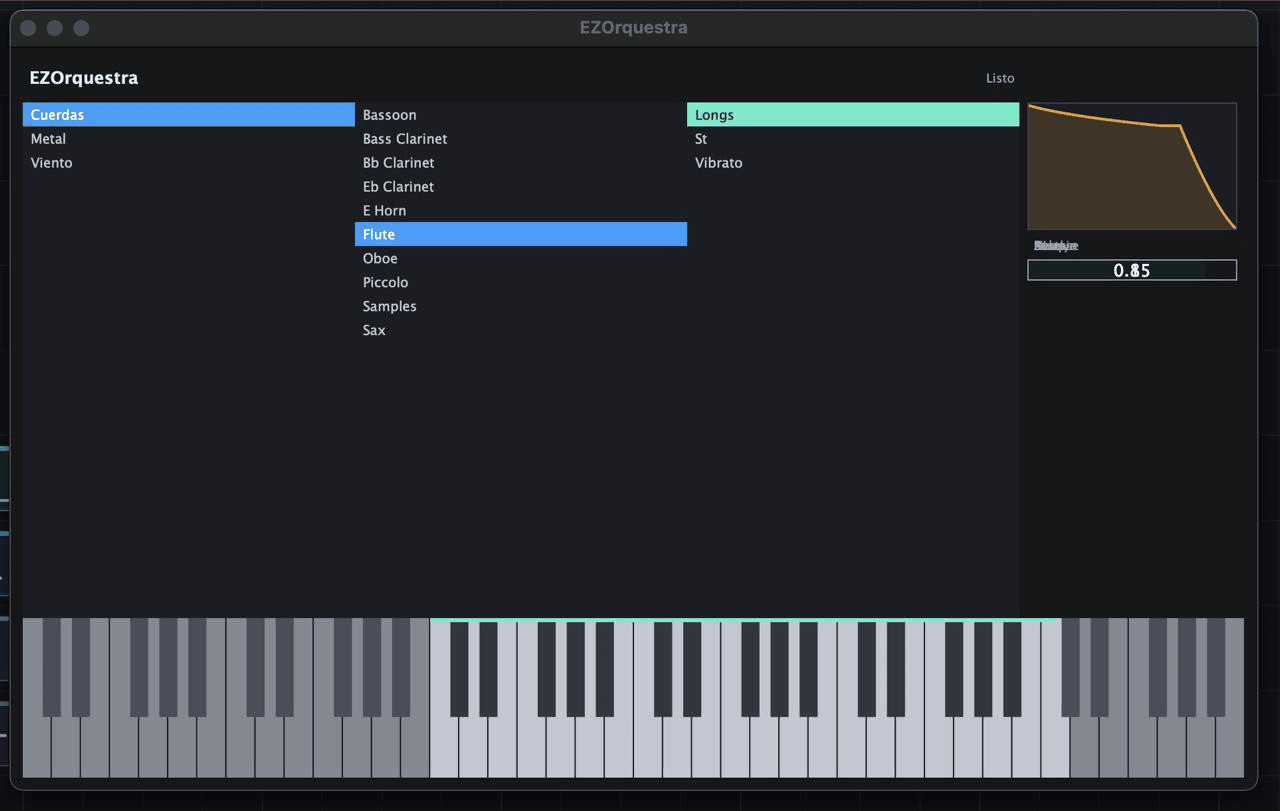 EZOrquestra
EZOrquestra
Listo
Cuerdas
Metal
Viento
Bassoon
Bass Clarinet
Bb Clarinet
Eb Clarinet
E Horn
Flute
Oboe
Piccolo
Samples
Sax
Longs
St
Vibrato